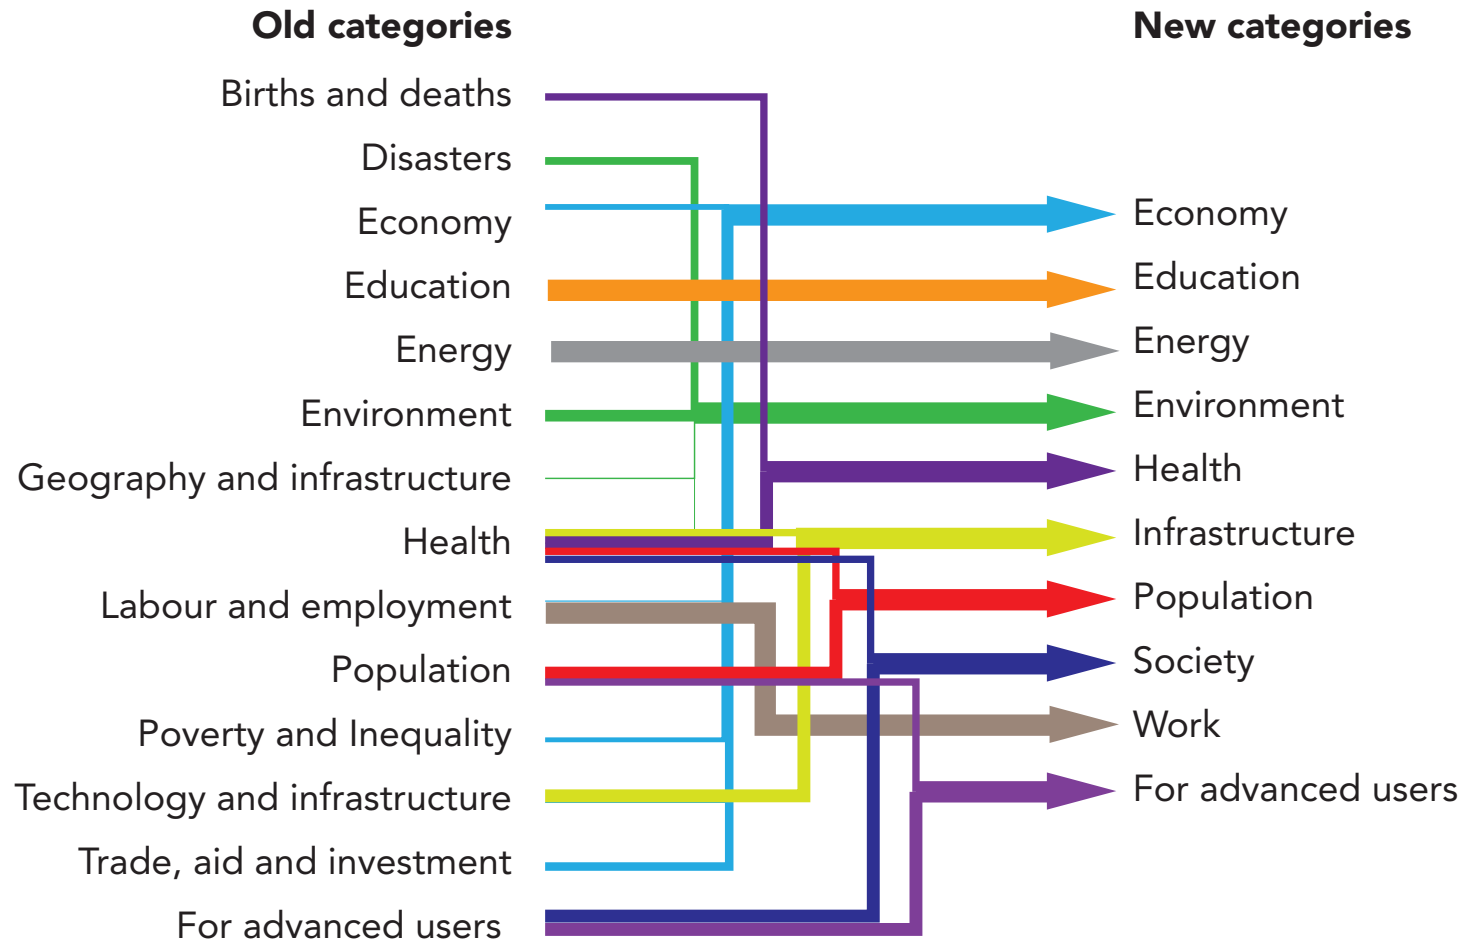 Old categories
Births and deaths
Disasters
Economy
Education
Energy
Environment
Geography and infrastructure
Health
Labour and employment
Population
Poverty and Inequality
Technology and infrastructure
Trade, aid and investment
For advanced users
New categories
Economy
Education
Energy
Environment
Health
Infrastructure
Population
Society
Work
For advanced users